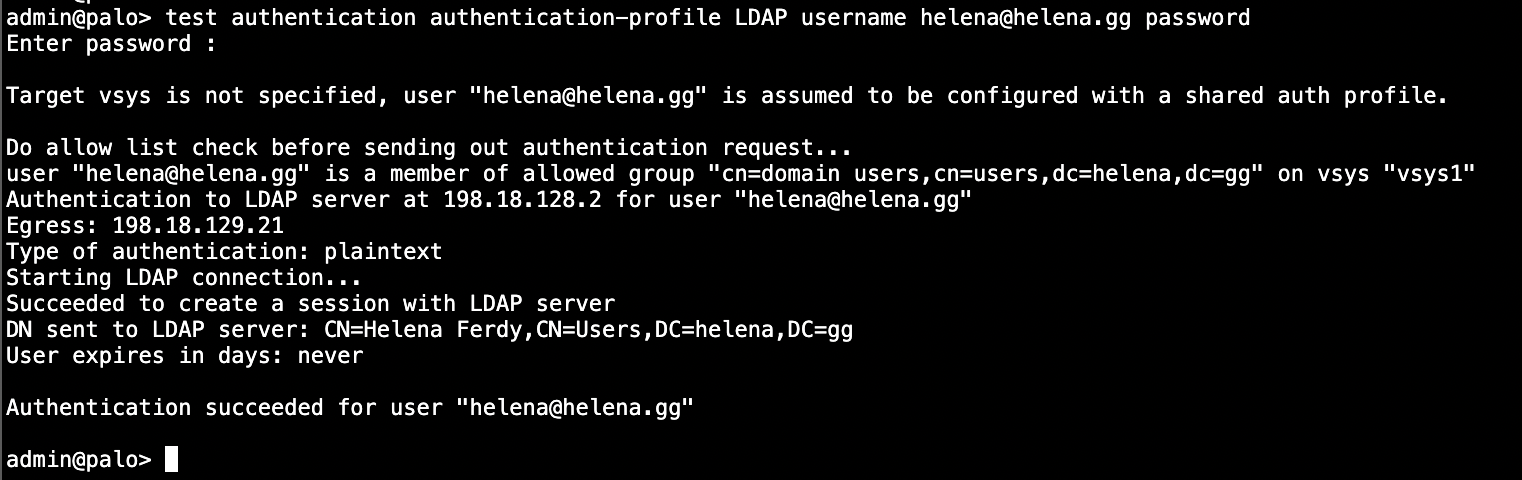 admin@palo> test authentication authentication-profile LDAP username helena@helena.gg password
Enter password :
Target vsys is not specified, user "helena@helena.gg" is assumed to be configured with a shared auth profile.
Do allow list check before sending out authentication request...
user "helena@helena.gg" is a member of allowed group "cn=domain users,cn=users,dc=helena,dc=gg" on vsys "vsys1"
Authentication to LDAP server at 198.18.128.2 for user "helena@helena.gg"
Egress: 198.18.129.21
Type of authentication: plaintext
Starting LDAP connection...
Succeeded to create a session with LDAP server
DN sent to LDAP server: CN=Helena Ferdy,CN=Users,DC=helena,DC=gg
User expires in days: never
Authentication succeeded for user "helena@helena.gg"
admin@palo>